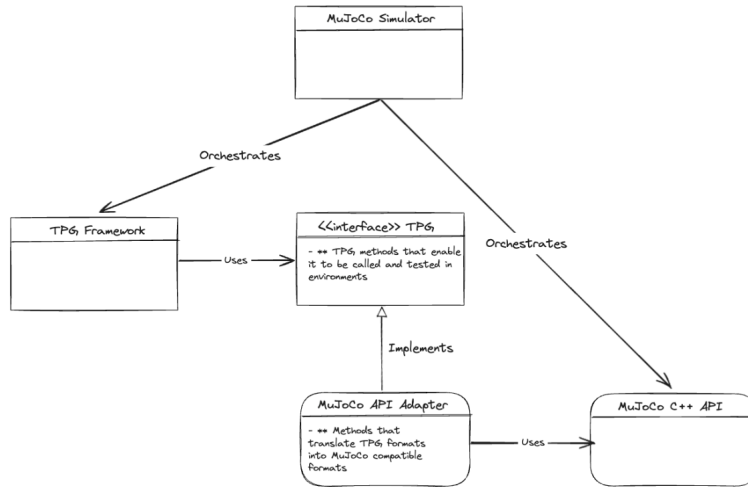 MuJoCo Simulator
Orchestrates
TPG Framework
<<interface>> TPG
- ** TPG methods that enable
it to be called and tested in
environments
Uses
Orchestrates
Implements
MuJoCo API Adapter
- ** Methods that
translate TPG formats
into MuJoCo compatible
formats
Uses
MuJoCo C++ API